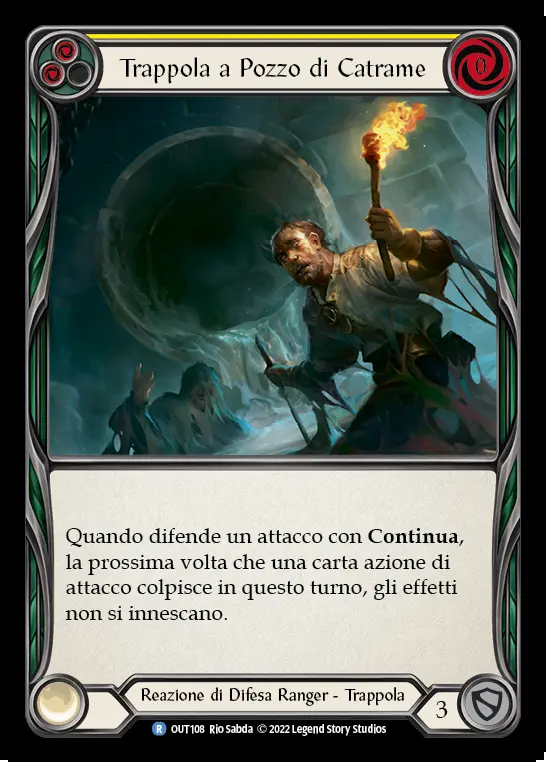 Trappola a Pozzo di Catrame
0
Quando difende un attacco con Continua,
la prossima volta che una carta azione di
attacco colpisce in questo turno, gli effetti
non si innescano.
Reazione di Difesa Ranger - Trappola
3
R OUT108 Rio Sabda © 2022 Legend Story Studios